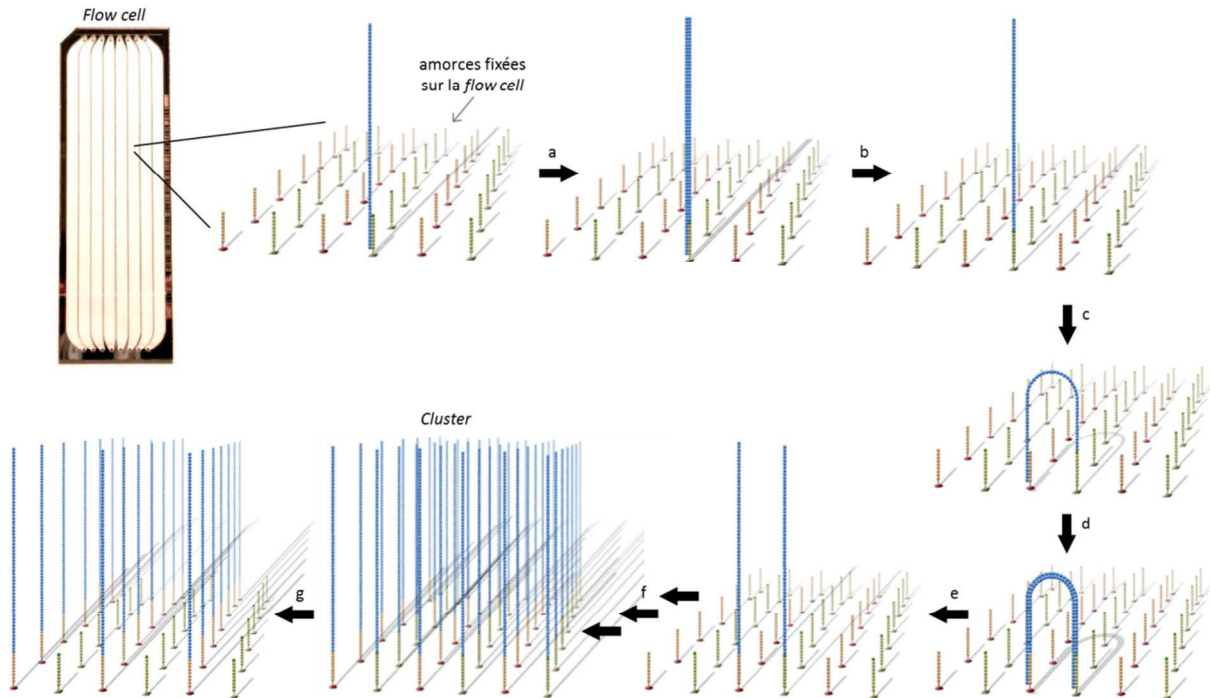 Flow cell
amorces fixées
sur la flow cell
a
b
c
d
e
f
Cluster
g